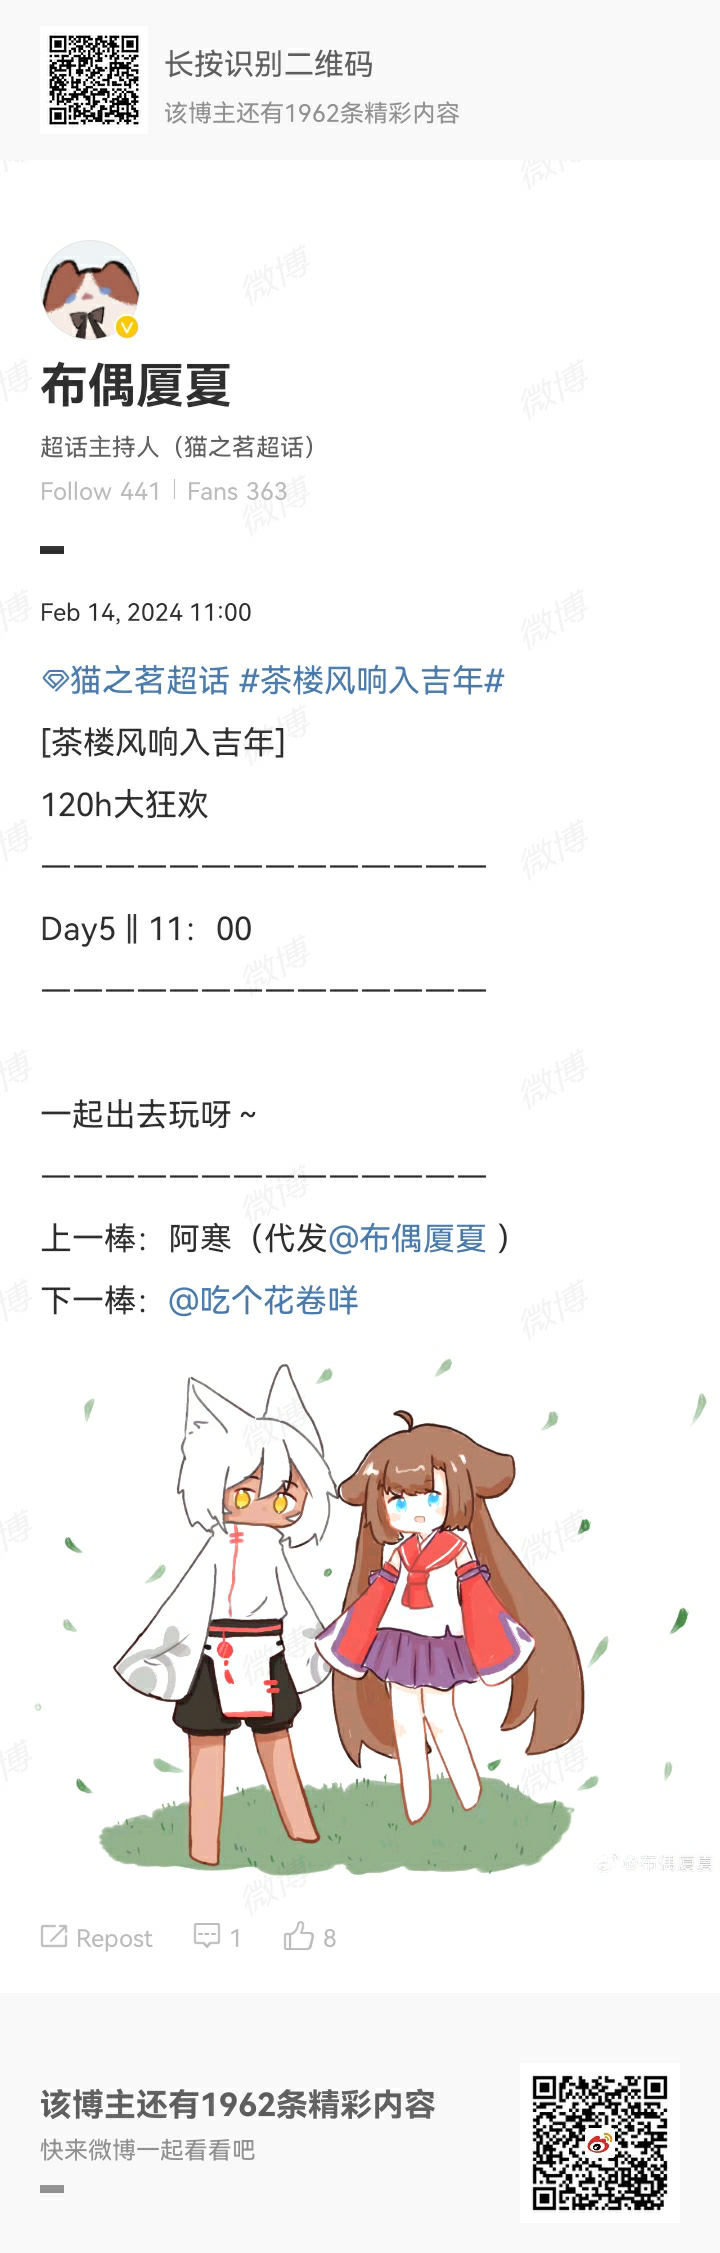 长按识别二维码
该博主还有1962条精彩内容
布偶厦夏
超话主持人（猫之茗超话）
Follow 441 | Fans 363
Feb 14, 2024 11:00
猫之茗超话 #茶楼风响入吉年#
[茶楼风响入吉年]
120h大狂欢
——————————————
Day5 || 11：00
——————————————
一起出去玩呀 ~
——————————————
上一棒：阿寒（代发@布偶厦夏 ）
下一棒：@吃个花卷咩
@布偶厦夏
Repost 1 8
该博主还有1962条精彩内容
快来微博一起看看吧
微博